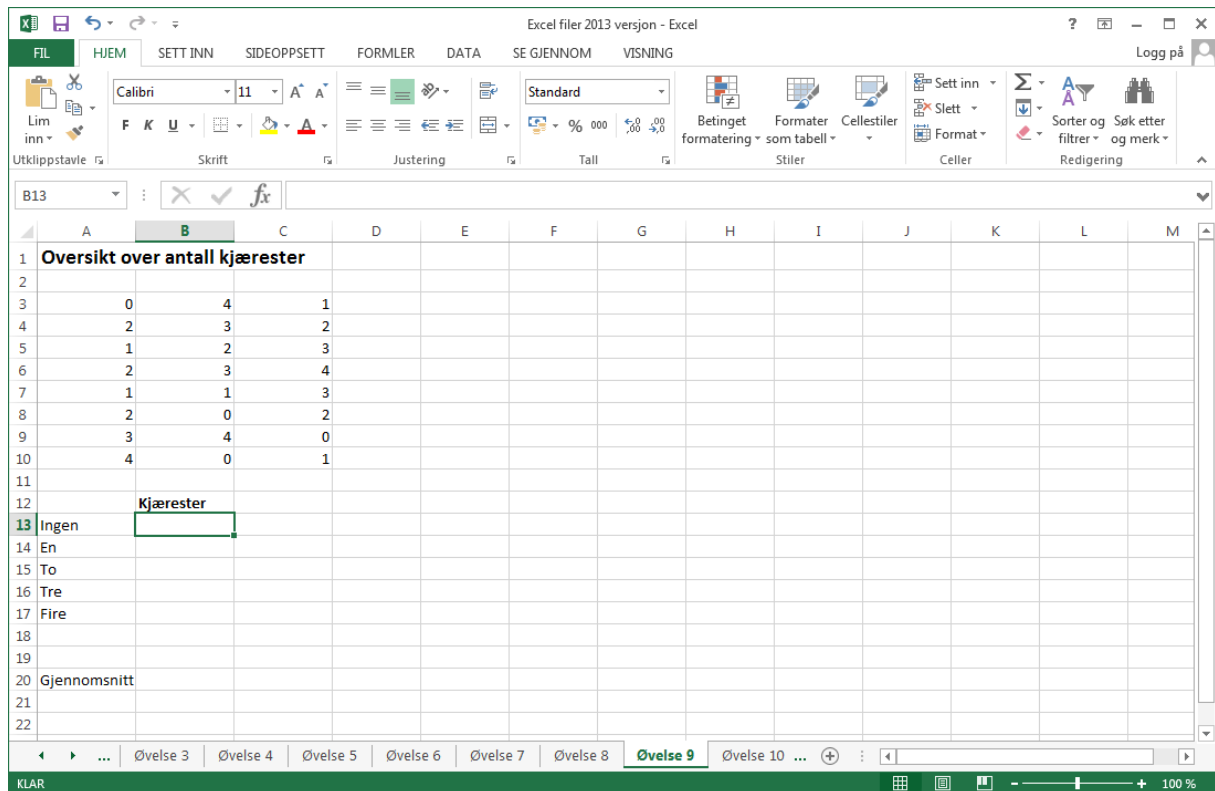 Excel filer 2013 versjon - Excel
FIL HJEM SETT INN SIDEOPPSETT FORMLER DATA SE GJENNOM VISNING Logg på
Lim inn
Calibri 11
F K U
Standard
% 000
Betinget formatering
Formater som tabell
Cellestiler
Sett inn
Slett
Format
Sorter og filtrer
Søk etter og merk
Utklippstavle Skrift Justering Tall Stiler Celler Redigering
B13 fx
A B C D E F G H I J K L M
1 Oversikt over antall kjærester
2
3 0 4 1
4 2 3 2
5 1 2 3
6 2 3 4
7 1 1 3
8 2 0 2
9 3 4 0
10 4 0 1
11
12 Kjærester
13 Ingen
14 En
15 To
16 Tre
17 Fire
18
19
20 Gjennomsnitt
21
22
... Øvelse 3 Øvelse 4 Øvelse 5 Øvelse 6 Øvelse 7 Øvelse 8 Øvelse 9 Øvelse 10 ...
KLAR 100 %